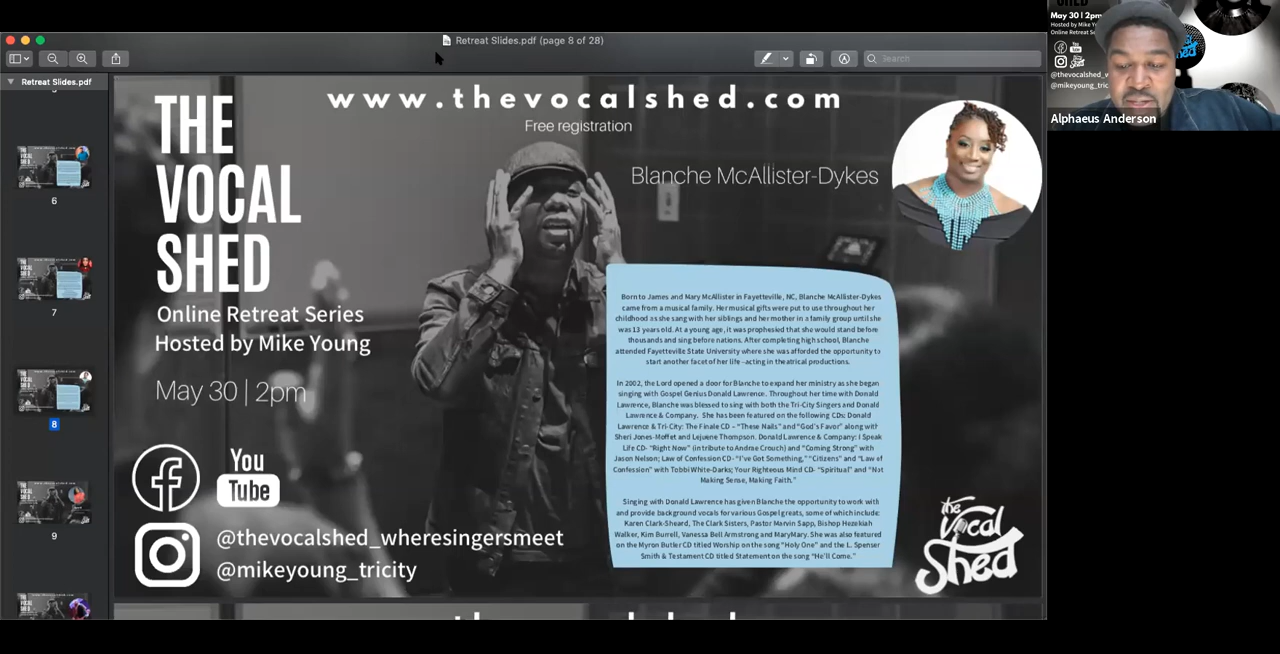 Retreat Slides.pdf (page 8 of 28)
Search
Retreat Slides.pdf
6
7
8
9
THE
VOCAL
SHED
Online Retreat Series
Hosted by Mike Young
May 30 | 2pm
You
Tube
@thevocalshed_wheresingersmeet
@mikeyoung_tricity
www.thevocalshed.com
Free registration
Blanche McAllister-Dykes
Born to James and Mary McAllister in Fayetteville, NC, Blanche McAllister-Dykes
came from a musical family. Her musical gifts were put to use throughout her
childhood as she sang with her siblings and her mother in a family group until she
was 13 years old. At a young age, it was prophesied that she would stand before
thousands and sing before nations. After completing high school, Blanche
attended Fayetteville State University where she was afforded the opportunity to
start another facet of her life –acting in theatrical productions.
In 2002, the Lord opened a door for Blanche to expand her ministry as she began
singing with Gospel Genius Donald Lawrence. Throughout her time with Donald
Lawrence, Blanche was blessed to sing with both the Tri-City Singers and Donald
Lawrence & Company. She has been featured on the following CDs: Donald
Lawrence & Tri-City: The Finale CD – “These Nails” and “God's Favor” along with
Sheri Jones-Moffet and Lejuene Thompson. Donald Lawrence & Company: I Speak
Life CD- “Right Now” (in tribute to Andrae Crouch) and “Coming Strong” with
Jason Nelson; Law of Confession CD- “I've Got Something,” “Citizens” and “Law of
Confession” with Tobbi White-Darks; Your Righteous Mind CD- “Spiritual” and “Not
Making Sense, Making Faith.”
Singing with Donald Lawrence has given Blanche the opportunity to work with
and provide background vocals for various Gospel greats, some of which include:
Karen Clark-Sheard, The Clark Sisters, Pastor Marvin Sapp, Bishop Hezekiah
Walker, Kim Burrell, Vanessa Bell Armstrong and MaryMary. She was also featured
on the Myron Butler CD titled Worship on the song “Holy One” and the L. Spenser
Smith & Testament CD titled Statement on the song “He'll Come.”
the
Vocal
Shed
May 30 | 2pm
Hosted by Mike
Online Retreat
You
Tube
Shed
@thevocalshed
@mikeyoung_tric
Alphaeus Anderson